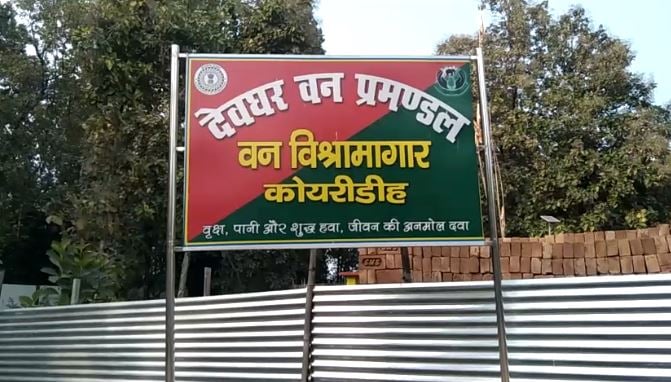 देवघर वन प्रमण्डल
वन विश्रामागार
कोयरीडीह
वृक्ष, पानी और शुद्ध हवा, जीवन की अनमोल दवा